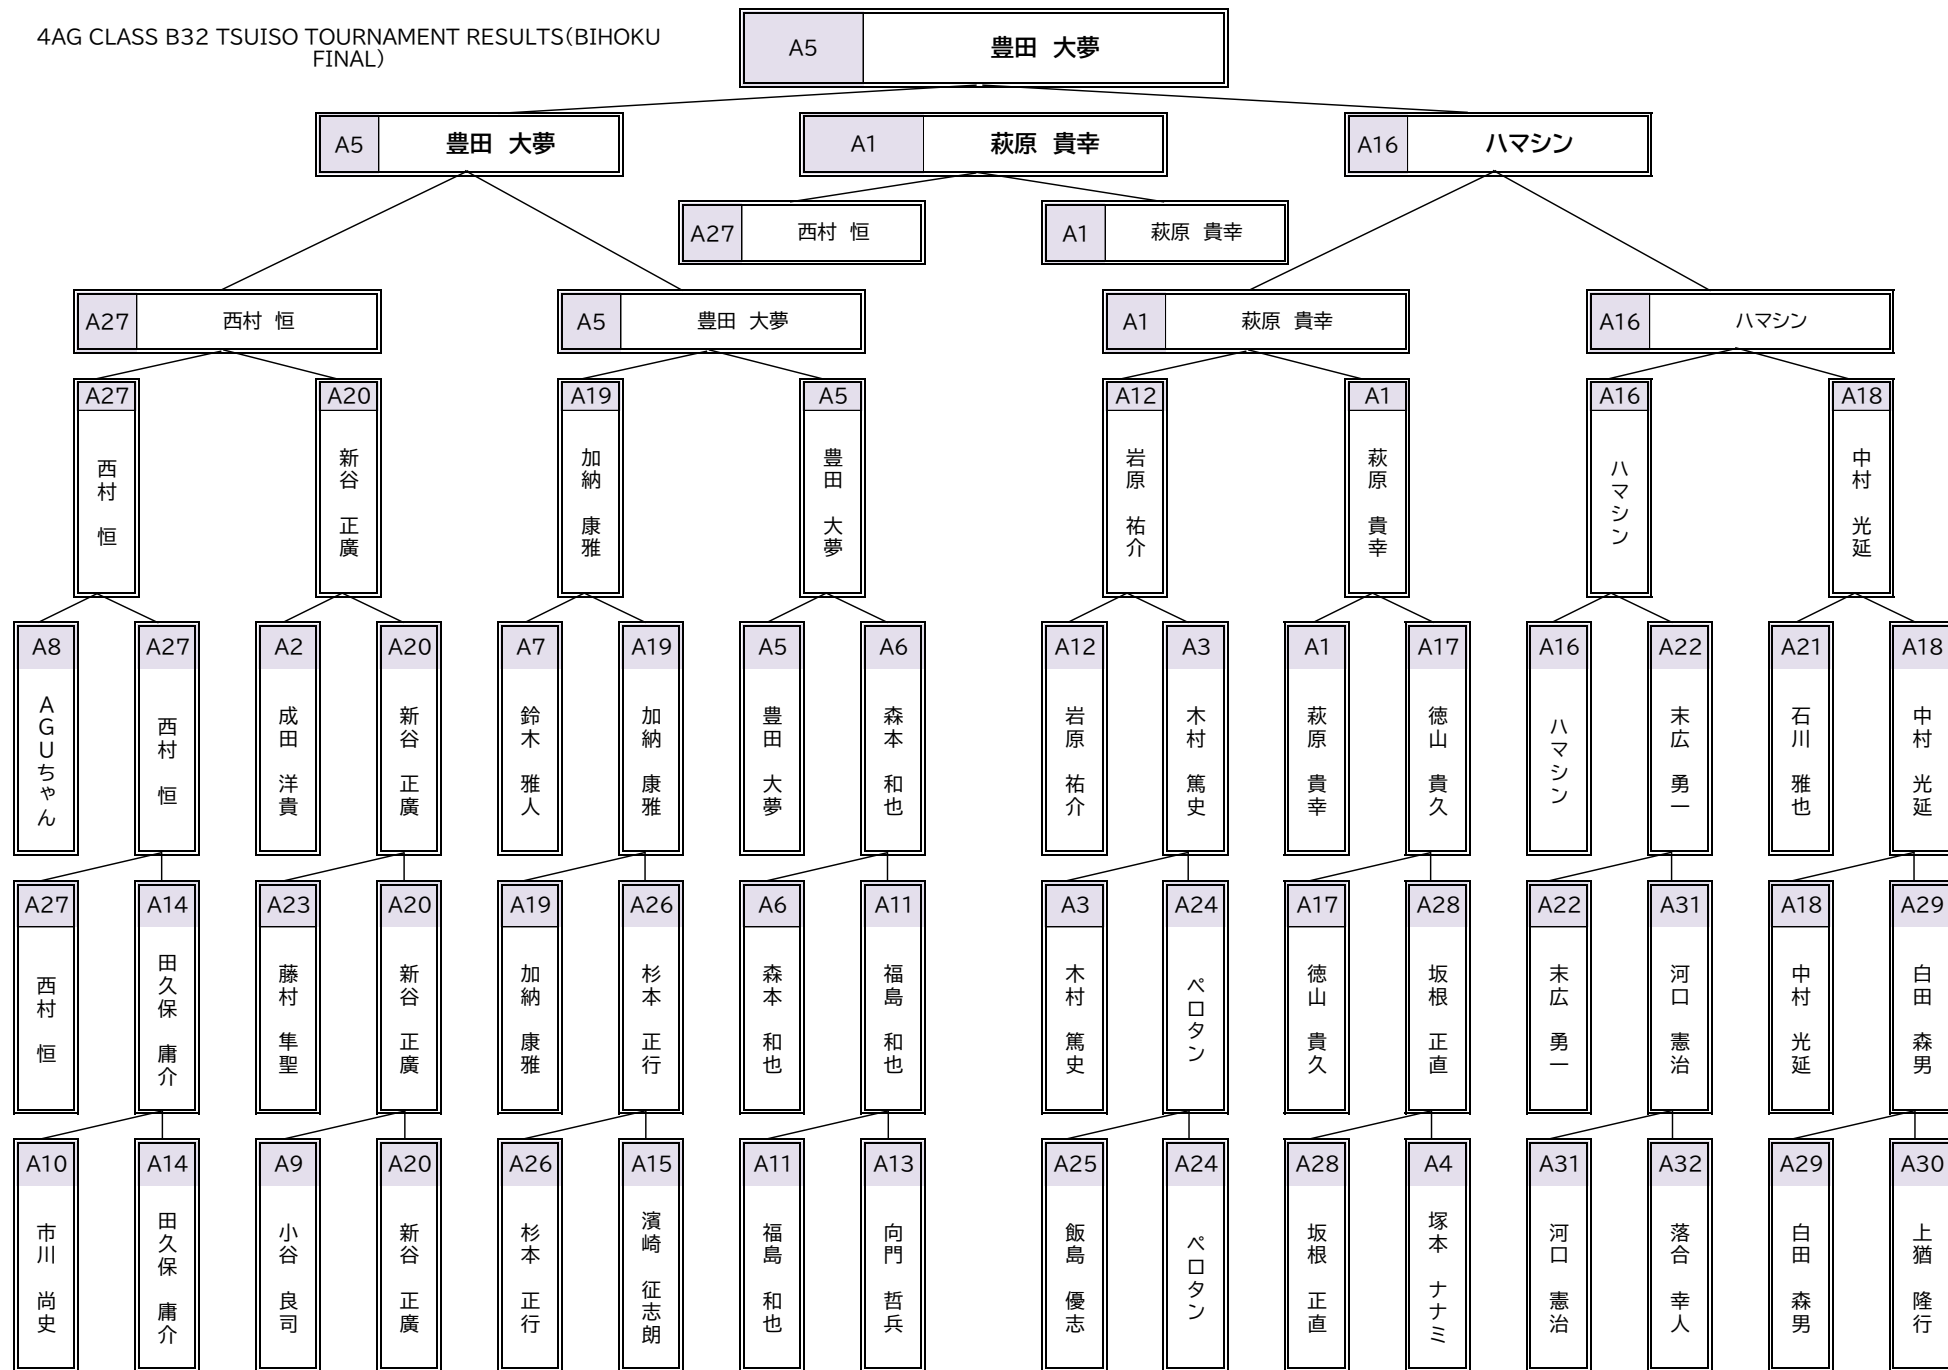 4AG CLASS B32 TSUISO TOURNAMENT RESULTS(BIHOKU
FINAL)
A5 豊田 大夢
A5 豊田 大夢
A1 萩原 貴幸
A16 ハマシン
A27 西村 恒
A1 萩原 貴幸
A27 西村 恒
A5 豊田 大夢
A1 萩原 貴幸
A16 ハマシン
A27 西村 恒
A20 新谷 正廣
A19 加納 康雅
A5 豊田 大夢
A12 岩原 祐介
A1 萩原 貴幸
A16 ハマシン
A18 中村 光延
A8 AGUちゃん
A27 西村 恒
A2 成田 洋貴
A20 新谷 正廣
A7 鈴木 雅人
A19 加納 康雅
A5 豊田 大夢
A6 森本 和也
A12 岩原 祐介
A3 木村 篤史
A1 萩原 貴幸
A17 徳山 貴久
A16 ハマシン
A22 末広 勇一
A21 石川 雅也
A18 中村 光延
A27 西村 恒
A14 田久保 庸介
A23 藤村 隼聖
A20 新谷 正廣
A19 加納 康雅
A26 杉本 正行
A6 森本 和也
A11 福島 和也
A3 木村 篤史
A24 ペロタン
A17 徳山 貴久
A28 坂根 正直
A22 末広 勇一
A31 河口 憲治
A18 中村 光延
A29 白田 森男
A10 市川 尚史
A14 田久保 庸介
A9 小谷 良司
A20 新谷 正廣
A26 杉本 正行
A15 濱崎 征志朗
A11 福島 和也
A13 向門 哲兵
A25 飯島 優志
A24 ペロタン
A28 坂根 正直
A4 塚本 ナナミ
A31 河口 憲治
A32 落合 幸人
A29 白田 森男
A30 上猶 隆行